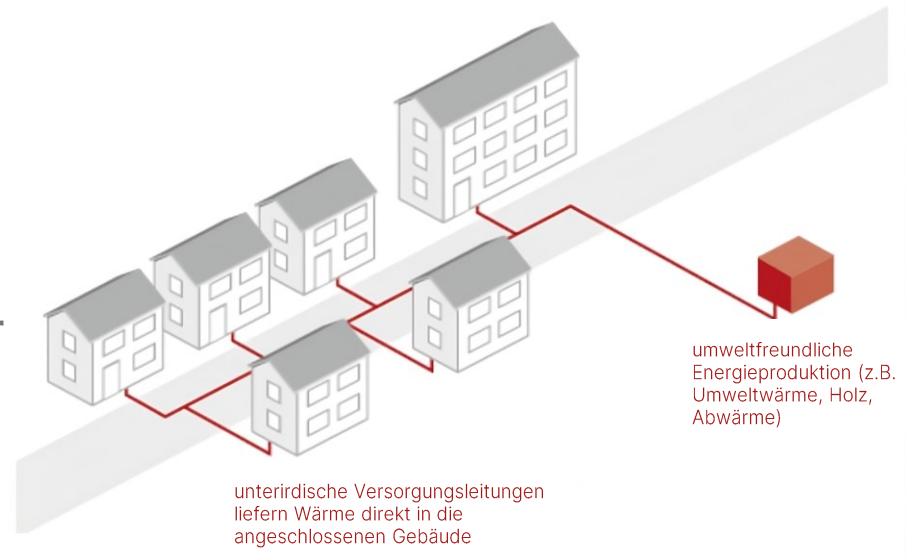 umweltfreundliche
Energieproduktion (z.B.
Umweltwärme, Holz,
Abwärme)
unterirdische Versorgungsleitungen
liefern Wärme direkt in die
angeschlossenen Gebäude